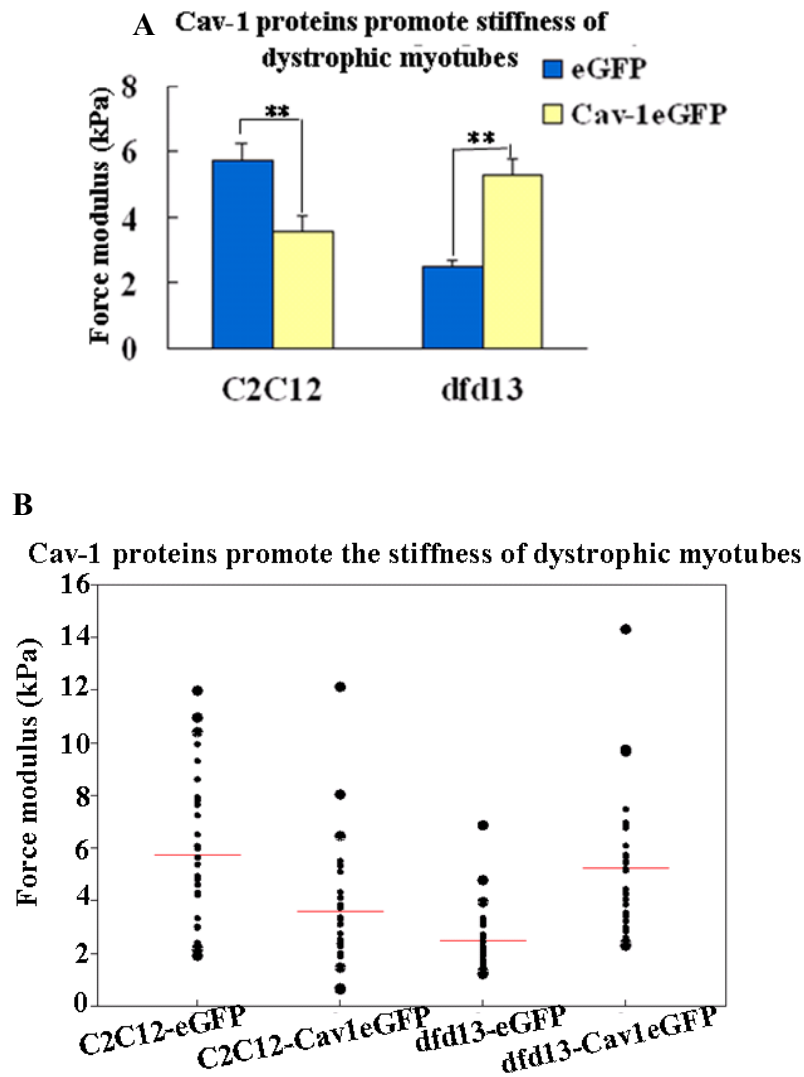 A Cav-1 proteins promote stiffness of
dystrophic myotubes
eGFP
Cav-1eGFP
Force modulus (kPa)
8
6
4
2
0
**
**
C2C12
dfd13
B
Cav-1 proteins promote the stiffness of dystrophic myotubes
Force modulus (kPa)
16
14
12
10
8
6
4
2
0
C2C12-eGFP
C2C12-Cav1eGFP
dfd13-eGFP
dfd13-Cav1eGFP